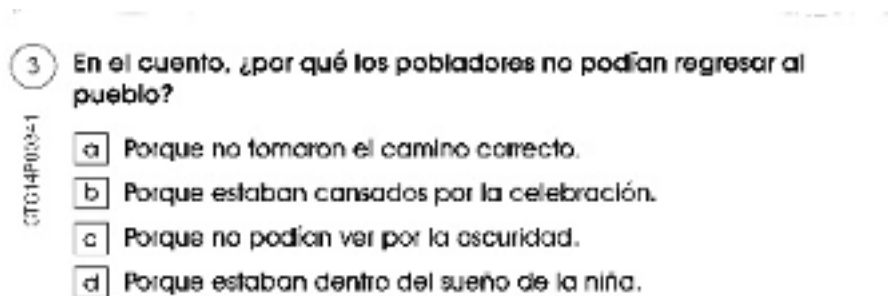 3 En el cuento, ¿por qué los pobladores no podían regresar al
pueblo?
a Porque no tomaron el camino correcto.
b Porque estaban cansados por la celebración.
c Porque no podían ver por la oscuridad.
d Porque estaban dentro del sueño de la niña.